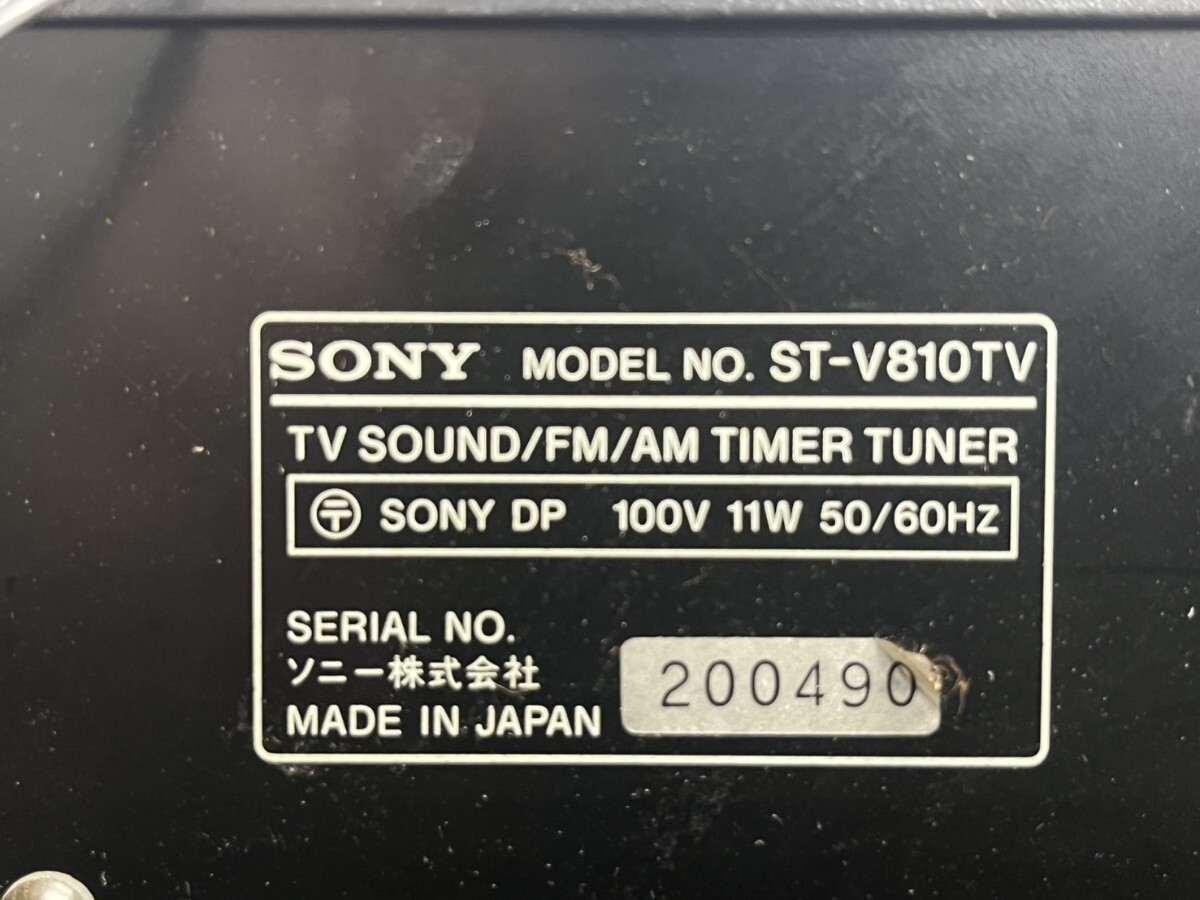 SONY MODEL NO. ST-V810TV
TV SOUND/FM/AM TIMER TUNER
〒 SONY DP 100V 11W 50/60Hz
SERIAL NO.
ソニー株式会社
200490
MADE IN JAPAN